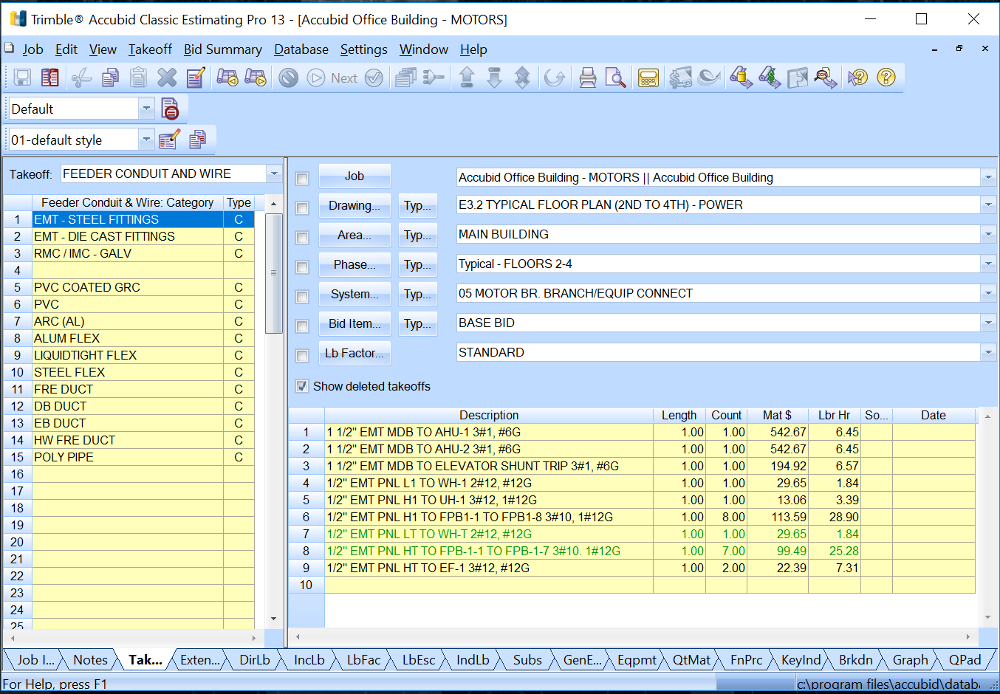 Trimble® Accubid Classic Estimating Pro 13 - [Accubid Office Building - MOTORS]
Job Edit View Takeoff Bid Summary Database Settings Window Help
Next
Default
01-default style
Takeoff: FEEDER CONDUIT AND WIRE
Feeder Conduit & Wire: Category Type
1 EMT - STEEL FITTINGS C
2 EMT - DIE CAST FITTINGS C
3 RMC / IMC - GALV C
4
5 PVC COATED GRC C
6 PVC C
7 ARC (AL) C
8 ALUM FLEX C
9 LIQUIDTIGHT FLEX C
10 STEEL FLEX C
11 FRE DUCT C
12 DB DUCT C
13 EB DUCT C
14 HW FRE DUCT C
15 POLY PIPE C
16
17
18
19
20
21
22
23
24
25
Job Accubid Office Building - MOTORS || Accubid Office Building
Drawing... Typ... E3.2 TYPICAL FLOOR PLAN (2ND TO 4TH) - POWER
Area... Typ... MAIN BUILDING
Phase... Typ... Typical - FLOORS 2-4
System... Typ... 05 MOTOR BR. BRANCH/EQUIP CONNECT
Bid Item... Typ... BASE BID
Lb Factor... STANDARD
Show deleted takeoffs
Description Length Count Mat $ Lbr Hr So... Date
1 1 1/2" EMT MDB TO AHU-1 3#1, #6G 1.00 1.00 542.67 6.45
2 1 1/2" EMT MDB TO AHU-2 3#1, #6G 1.00 1.00 542.67 6.45
3 1 1/2" EMT MDB TO ELEVATOR SHUNT TRIP 3#1, #6G 1.00 1.00 194.92 6.57
4 1/2" EMT PNL L1 TO WH-1 2#12, #12G 1.00 1.00 29.65 1.84
5 1/2" EMT PNL H1 TO UH-1 3#12, 1#12G 1.00 1.00 13.06 3.39
6 1/2" EMT PNL H1 TO FPB1-1 TO FPB1-8 3#10, 1#12G 1.00 8.00 113.59 28.90
7 1/2" EMT PNL LT TO WH-T 2#12, #12G 1.00 1.00 29.65 1.84
8 1/2" EMT PNL HT TO FPB-1-1 TO FPB-1-7 3#10. 1#12G 1.00 7.00 99.49 25.28
9 1/2" EMT PNL HT TO EF-1 3#12, #12G 1.00 2.00 22.39 7.31
10
Job I... Notes Tak... Exten... DirLb IncLb LbFac LbEsc IndLb Subs GenE... Eqpmt QtMat FnPrc KeyInd Brkdn Graph QPad
For Help, press F1 c:\program files\accubid\databa